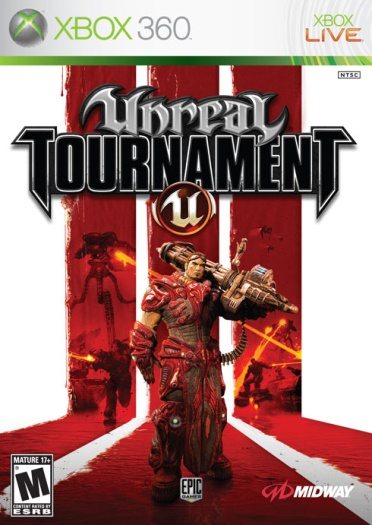 XBOX 360
XBOX
LIVE
NTSC
Unreal
TOURNAMENT
U
MATURE 17+
M
CONTENT RATED BY
ESRB
EPIC
GAMES
MIDWAY